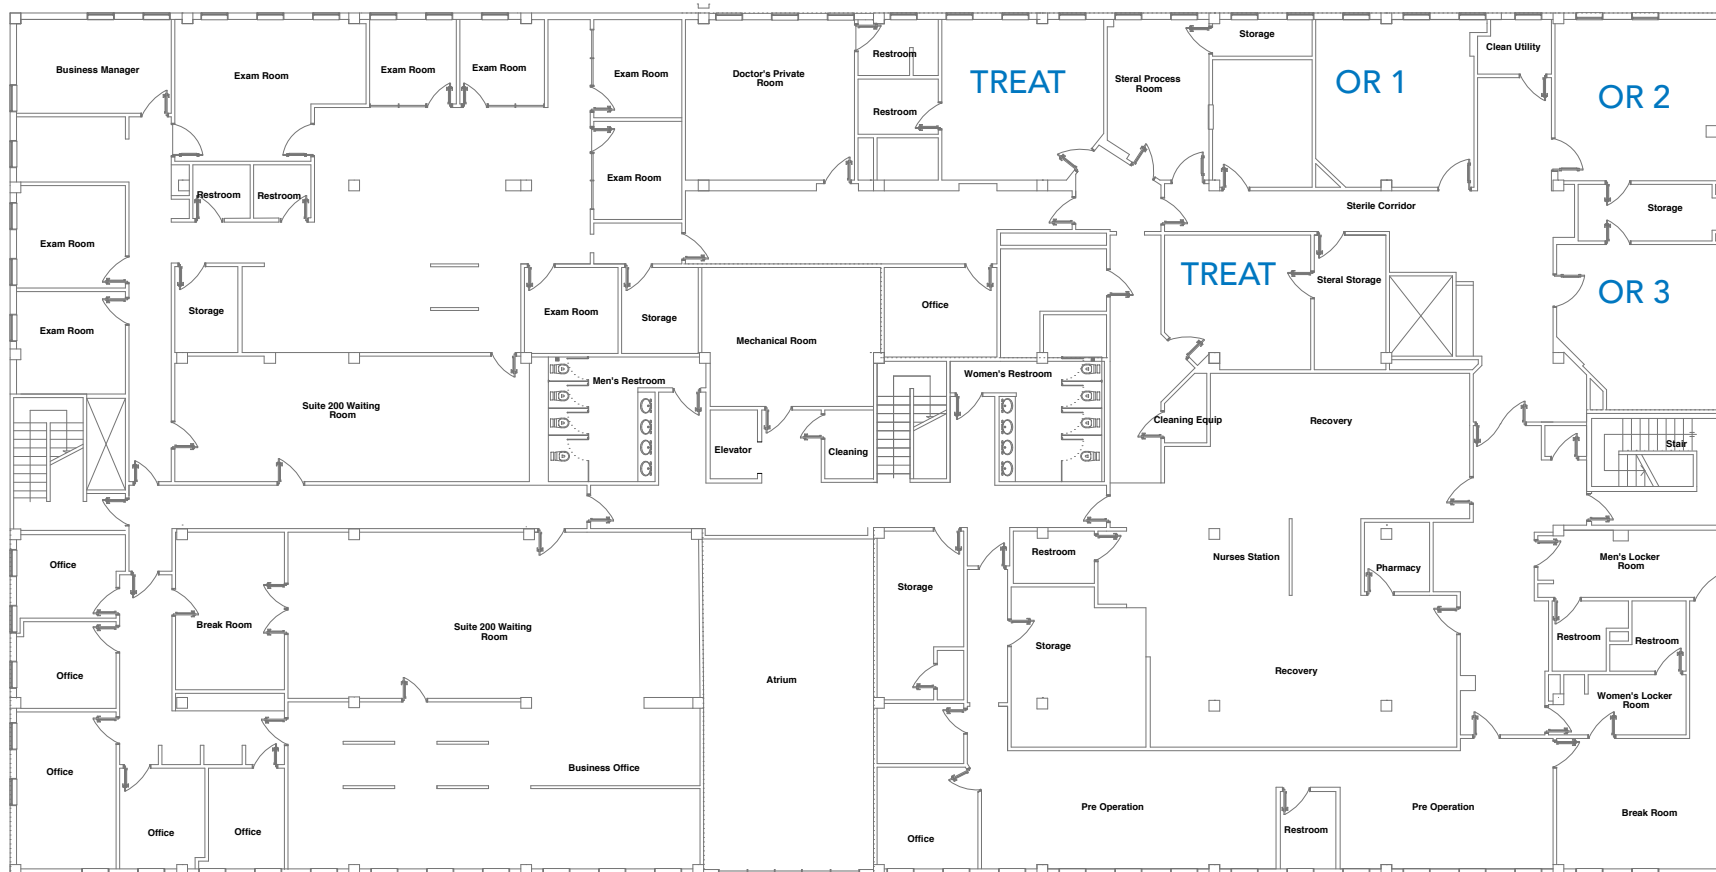 Business Manager
Exam Room
Exam Room
Exam Room
Exam Room
Doctor's Private
Room
Restroom
TREAT
Steral Process
Room
Storage
OR 1
Clean Utility
OR 2
Restroom
Exam Room
Restroom
Restroom
Sterile Corridor
Storage
Exam Room
TREAT
Steral Storage
OR 3
Storage
Exam Room
Storage
Office
Exam Room
Mechanical Room
Men's Restroom
Women's Restroom
Suite 200 Waiting
Room
Cleaning Equip
Recovery
Elevator
Cleaning
Stair
Office
Restroom
Nurses Station
Pharmacy
Men's Locker
Room
Storage
Break Room
Suite 200 Waiting
Room
Storage
Restroom
Restroom
Office
Atrium
Recovery
Women's Locker
Room
Office
Business Office
Pre Operation
Pre Operation
Break Room
Office
Office
Office
Restroom